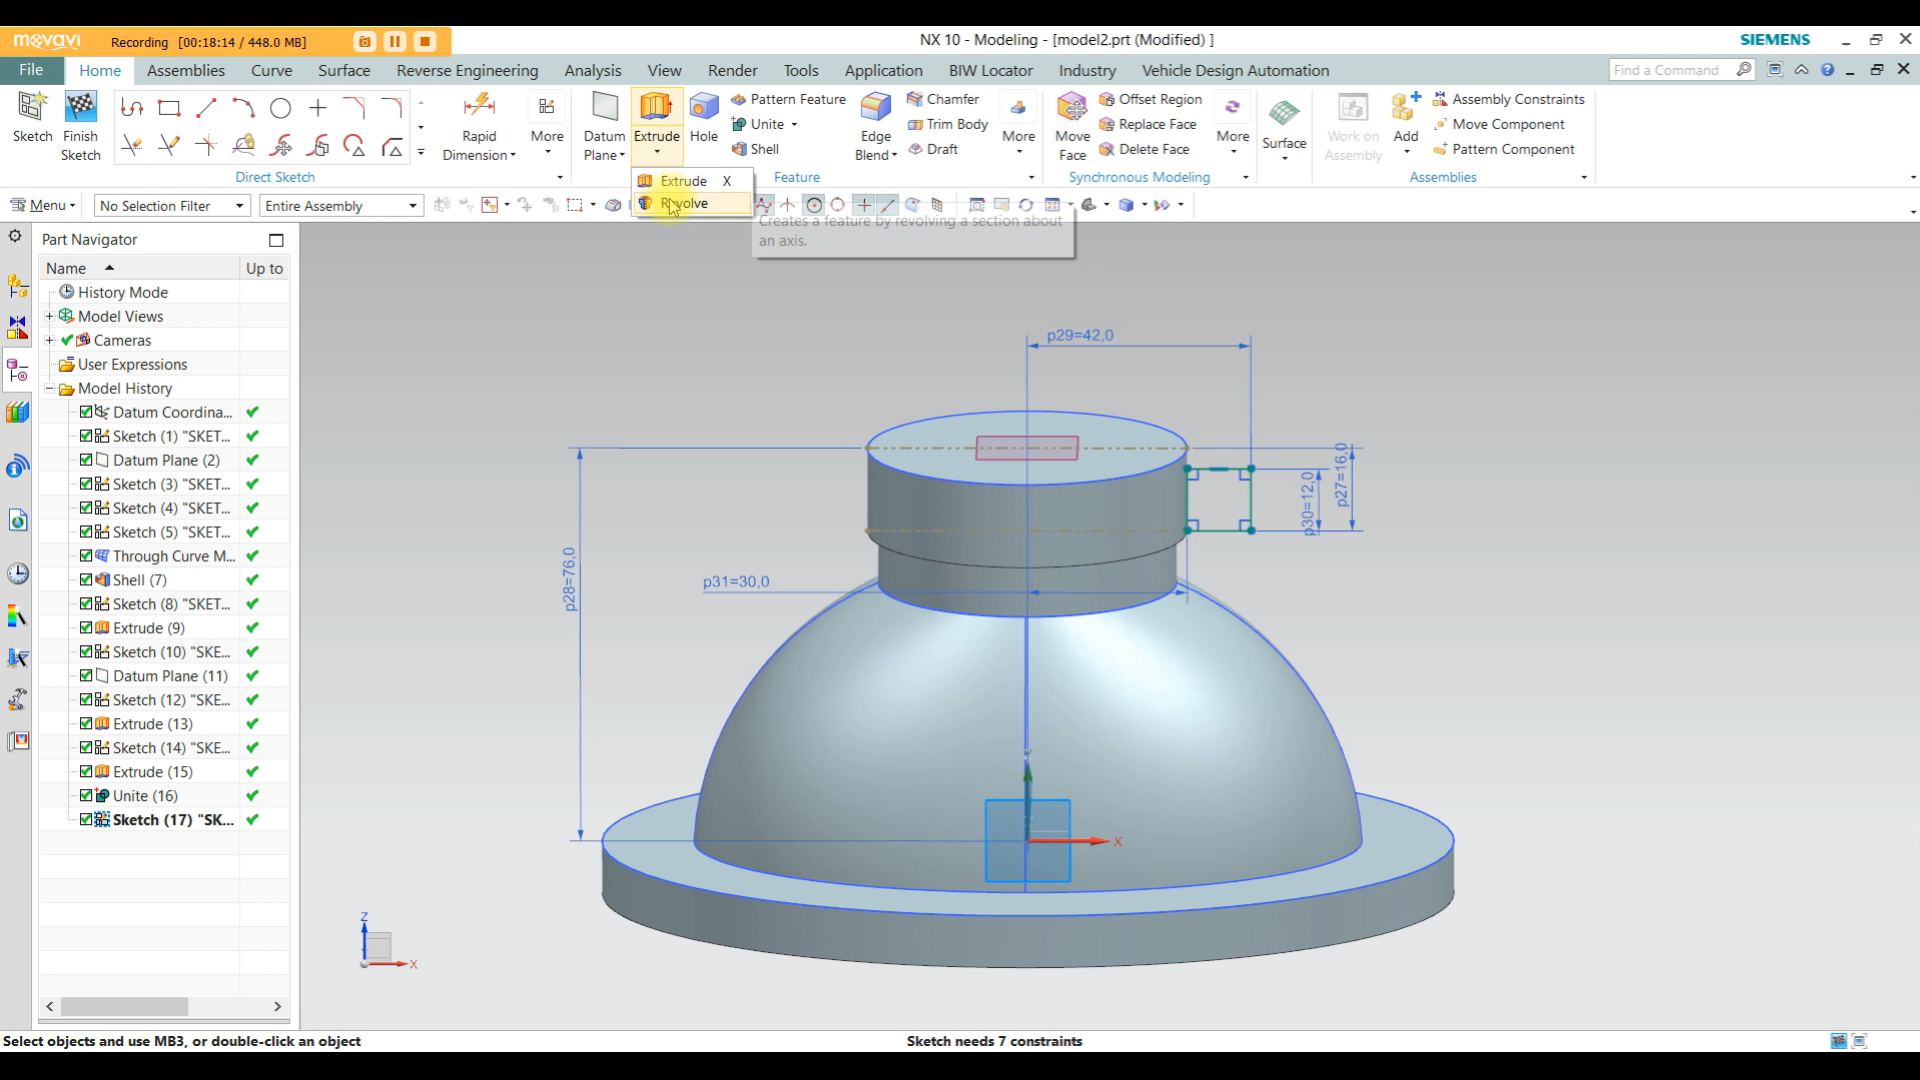 movavi
Recording [00:18:14 / 448.0 MB]
NX 10 - Modeling - [model2.prt (Modified) ]
SIEMENS
File Home Assemblies Curve Surface Reverse Engineering Analysis View Render Tools Application BIW Locator Industry Vehicle Design Automation
Find a Command
Sketch
Finish Sketch
Rapid Dimension
More
Direct Sketch
Datum Plane
Extrude
Hole
Pattern Feature
Unite
Shell
Edge Blend
Chamfer
Trim Body
Draft
More
Feature
Move Face
Offset Region
Replace Face
Delete Face
More
Synchronous Modeling
Surface
Work on Assembly
Add
Assembly Constraints
Move Component
Pattern Component
Assemblies
Extrude X
Revolve
Creates a feature by revolving a section about
an axis.
Menu
No Selection Filter
Entire Assembly
Part Navigator
Name Up to
History Mode
Model Views
Cameras
User Expressions
Model History
Datum Coordina...
Sketch (1) "SKET...
Datum Plane (2)
Sketch (3) "SKET...
Sketch (4) "SKET...
Sketch (5) "SKET...
Through Curve M...
Shell (7)
Sketch (8) "SKET...
Extrude (9)
Sketch (10) "SKE...
Datum Plane (11)
Sketch (12) "SKE...
Extrude (13)
Sketch (14) "SKE...
Extrude (15)
Unite (16)
Sketch (17) "SK...
p29=42,0
p28=76,0
p31=30,0
p30=12,0
p27=16,0
X
Z
X
Select objects and use MB3, or double-click an object
Sketch needs 7 constraints